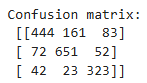 Confusion matrix:
[[444 161  83]
[ 72 651  52]
[ 42  23 323]]